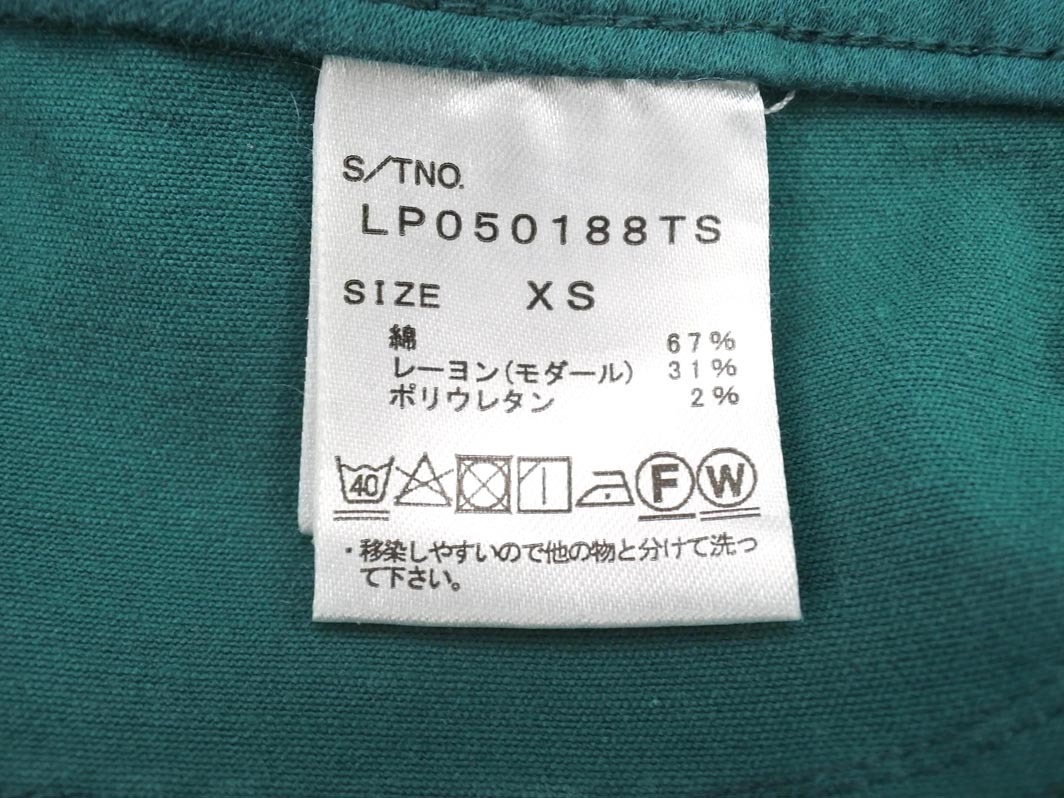 S/TNO.
LP050188TS
SIZE XS
綿 67%
レーヨン(モダール) 31%
ポリウレタン 2%
40 F W
・移染しやすいので他の物と分けて洗っ
て下さい。